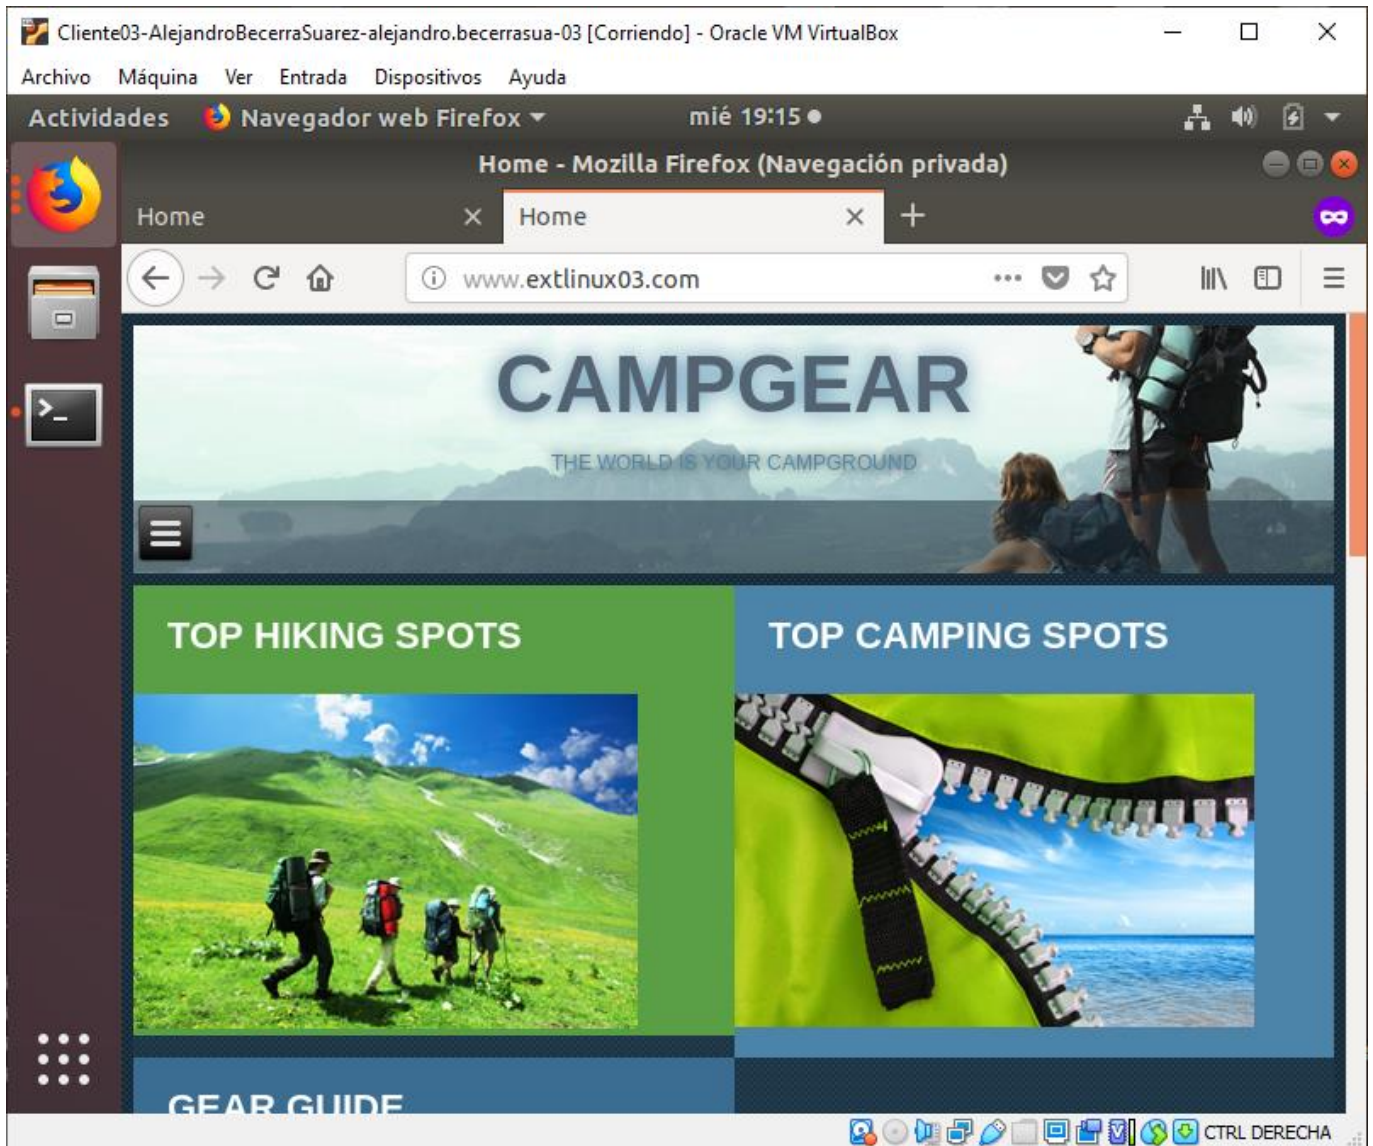 Cliente03-AlejandroBecerraSuarez-alejandro.becerrasua-03 [Corriendo] - Oracle VM VirtualBox
Archivo Máquina Ver Entrada Dispositivos Ayuda
Actividades Navegador web Firefox mié 19:15
Home - Mozilla Firefox (Navegación privada)
Home Home
www.extlinux03.com
CAMPGEAR
THE WORLD IS YOUR CAMPGROUND
TOP HIKING SPOTS
TOP CAMPING SPOTS
GEAR GUIDE
CTRL DERECHA